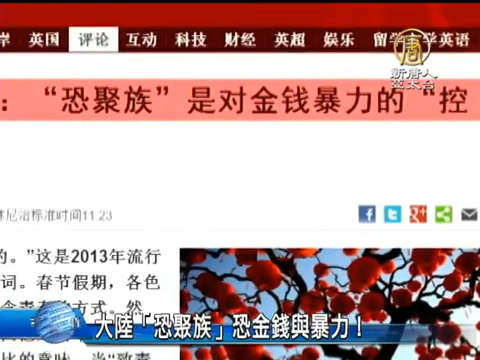 岸 英国 评论 互动 科技 财经 英超 娱乐 留学 学英语
新唐人
亞太台
：“恐聚族”是对金钱暴力的“控
林尼治标准时间11:23
的。”这是2013年流行
词。春节假期，各色
大陸「恐聚族」恐金錢與暴力！